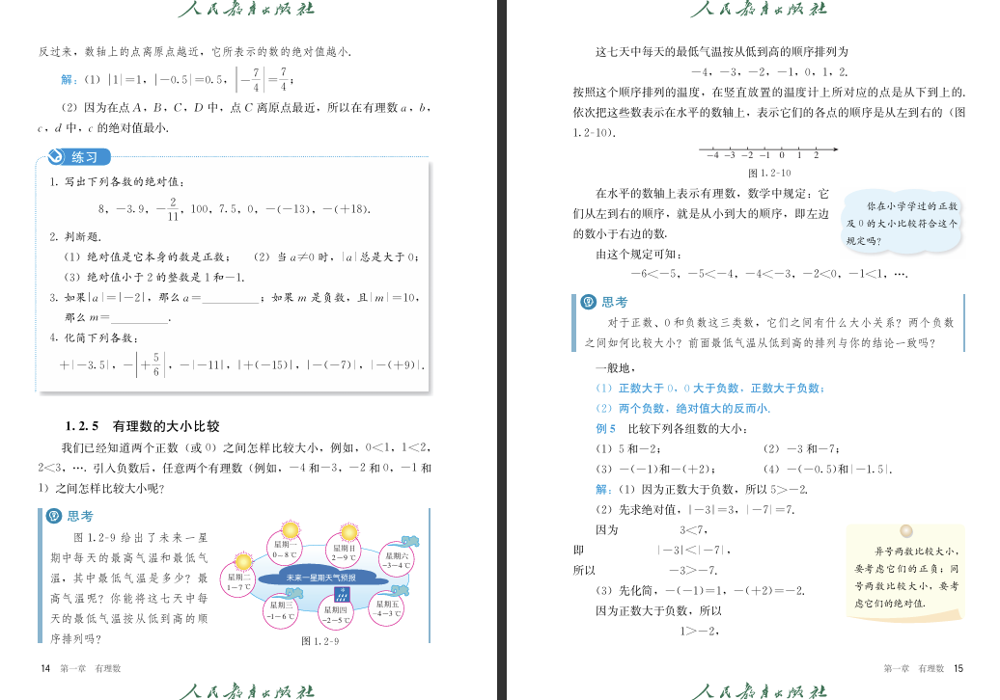 人民教育出版社
反过来，数轴上的点离原点越近，它所表示的数的绝对值越小.
解：（1）|1|=1，|-0.5|=0.5，|-7/4|=7/4；
（2）因为在点 A，B，C，D 中，点 C 离原点最近，所以在有理数 a，b，
c，d 中，c 的绝对值最小.
练习
1. 写出下列各数的绝对值：
8，-3.9，-2/11，100，7.5，0，-(-13)，-(+18).
2. 判断题.
（1）绝对值是它本身的数是正数； （2）当 a≠0 时，|a|总是大于 0；
（3）绝对值小于 2 的整数是 1 和-1.
3. 如果|a|=|-2|，那么 a=__________；如果 m 是负数，且|m|=10，
那么 m=__________.
4. 化简下列各数：
+|-3.5|，-|+5/6|，-|-11|，|+(-15)|，|-(-7)|，|-(+9)|.
1.2.5 有理数的大小比较
我们已经知道两个正数（或 0）之间怎样比较大小，例如，0<1，1<2，
2<3，…. 引入负数后，任意两个有理数（例如，-4 和-3，-2 和 0，-1 和
1）之间怎样比较大小呢？
思考
图 1.2-9 给出了未来一星
期中每天的最高气温和最低气
温，其中最低气温是多少？最
高气温呢？你能将这七天中每
天的最低气温按从低到高的顺
序排列吗？
星期一
0~8℃
星期日
2~9℃
星期六
-3~4℃
星期二
1~7℃
未来一星期天气预报
星期三
-1~6℃
星期四
-2~5℃
星期五
-4~3℃
图 1.2-9
14 第一章 有理数
人民教育出版社
人民教育出版社
这七天中每天的最低气温按从低到高的顺序排列为
-4，-3，-2，-1，0，1，2.
按照这个顺序排列的温度，在竖直放置的温度计上所对应的点是从下到上的.
依次把这些数表示在水平的数轴上，表示它们的各点的顺序是从左到右的（图
1.2-10）.
-4 -3 -2 -1 0 1 2
图 1.2-10
在水平的数轴上表示有理数，数学中规定：它
们从左到右的顺序，就是从小到大的顺序，即左边
的数小于右边的数.
你在小学学过的正数
及 0 的大小比较符合这个
规定吗？
由这个规定可知：
-6<-5，-5<-4，-4<-3，-2<0，-1<1，….
思考
对于正数、0 和负数这三类数，它们之间有什么大小关系？两个负数
之间如何比较大小？前面最低气温从低到高的排列与你的结论一致吗？
一般地，
（1）正数大于 0，0 大于负数，正数大于负数；
（2）两个负数，绝对值大的反而小.
例 5 比较下列各组数的大小：
（1）5 和-2； （2）-3 和-7；
（3）-(-1)和-(+2)； （4）-(-0.5)和|-1.5|.
解：（1）因为正数大于负数，所以 5>-2.
（2）先求绝对值，|-3|=3，|-7|=7.
因为 3<7，
即 |-3|<|-7|，
所以 -3>-7.
（3）先化简，-(-1)=1，-(+2)=-2.
因为正数大于负数，所以
1>-2，
异号两数比较大小，
要考虑它们的正负；同
号两数比较大小，要考
虑它们的绝对值.
第一章 有理数 15
人民教育出版社